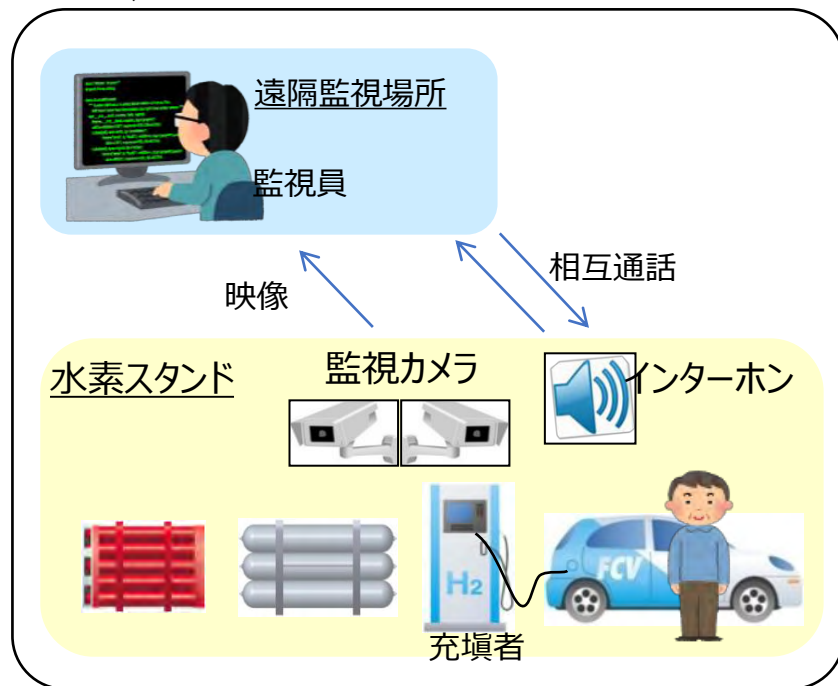 遠隔監視場所
監視員
映像
相互通話
水素スタンド
監視カメラ
インターホン
H2
FCV
充塡者